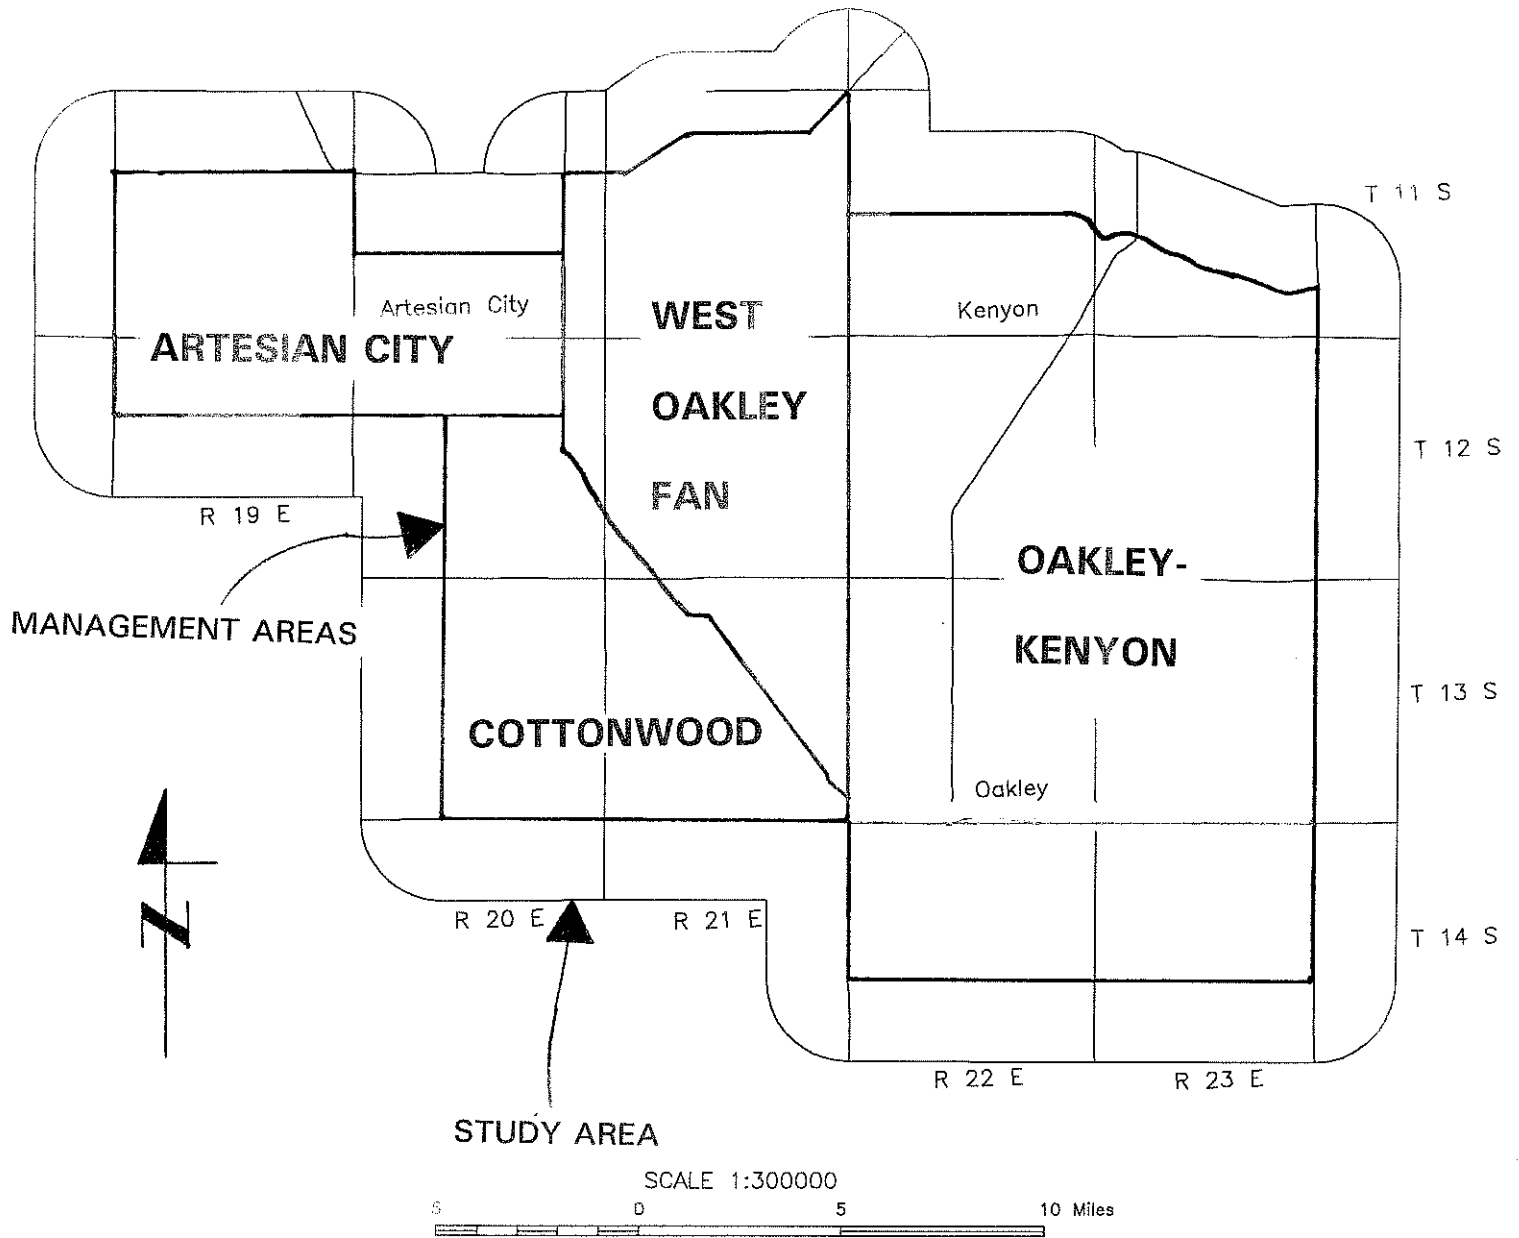 T 11 S
WEST
Artesian City
Kenyon
ARTESIAN CITY
OAKLEY
T 12 S
FAN
R 19 E
OAKLEY-
MANAGEMENT AREAS
KENYON
T 13 S
COTTONWOOD
Oakley
N
R 20 E
R 21 E
T 14 S
R 22 E
R 23 E
STUDY AREA
SCALE 1:300000
5 0 5 10 Miles